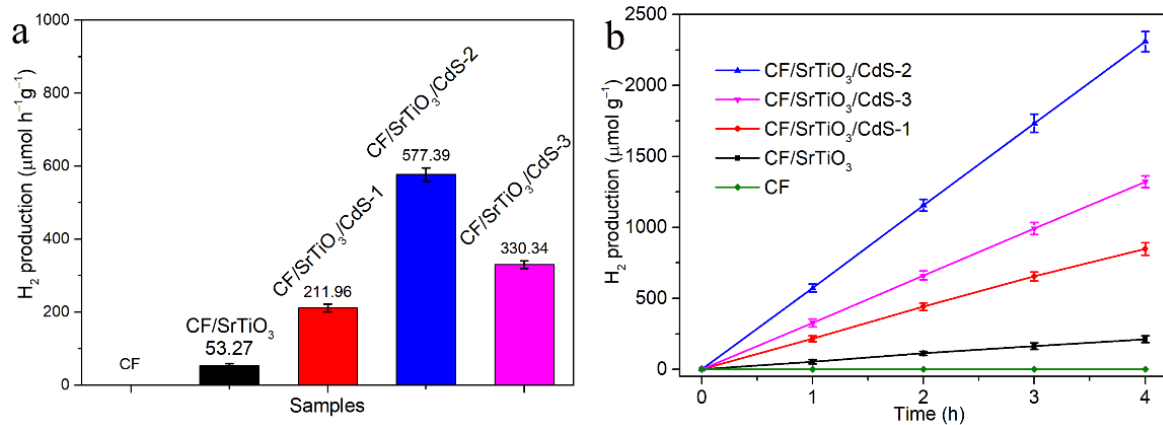 a
H₂ production (μmol h⁻¹g⁻¹)
1000
800
600
400
200
0
CF
CF/SrTiO₃
53.27
CF/SrTiO₃/CdS-1
211.96
CF/SrTiO₃/CdS-2
577.39
CF/SrTiO₃/CdS-3
330.34
Samples
b
H₂ production (μmol g⁻¹)
2500
2000
1500
1000
500
0
CF/SrTiO₃/CdS-2
CF/SrTiO₃/CdS-3
CF/SrTiO₃/CdS-1
CF/SrTiO₃
CF
0 1 2 3 4
Time (h)